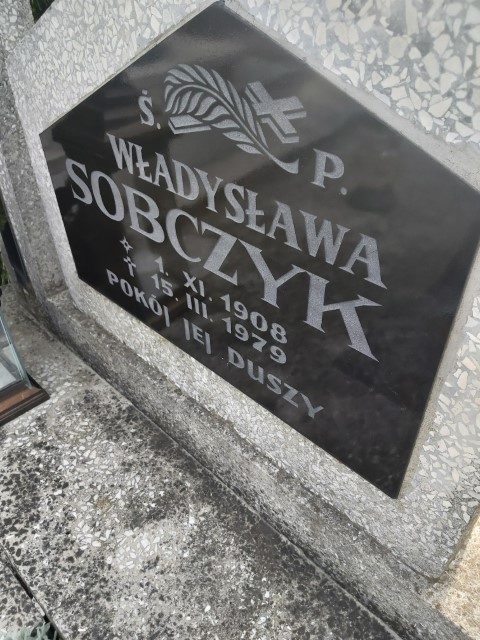 Ś. P.
WŁADYSŁAWA
SOBCZYK
1. XI. 1908
15. III. 1979
POKÓJ JEJ DUSZY